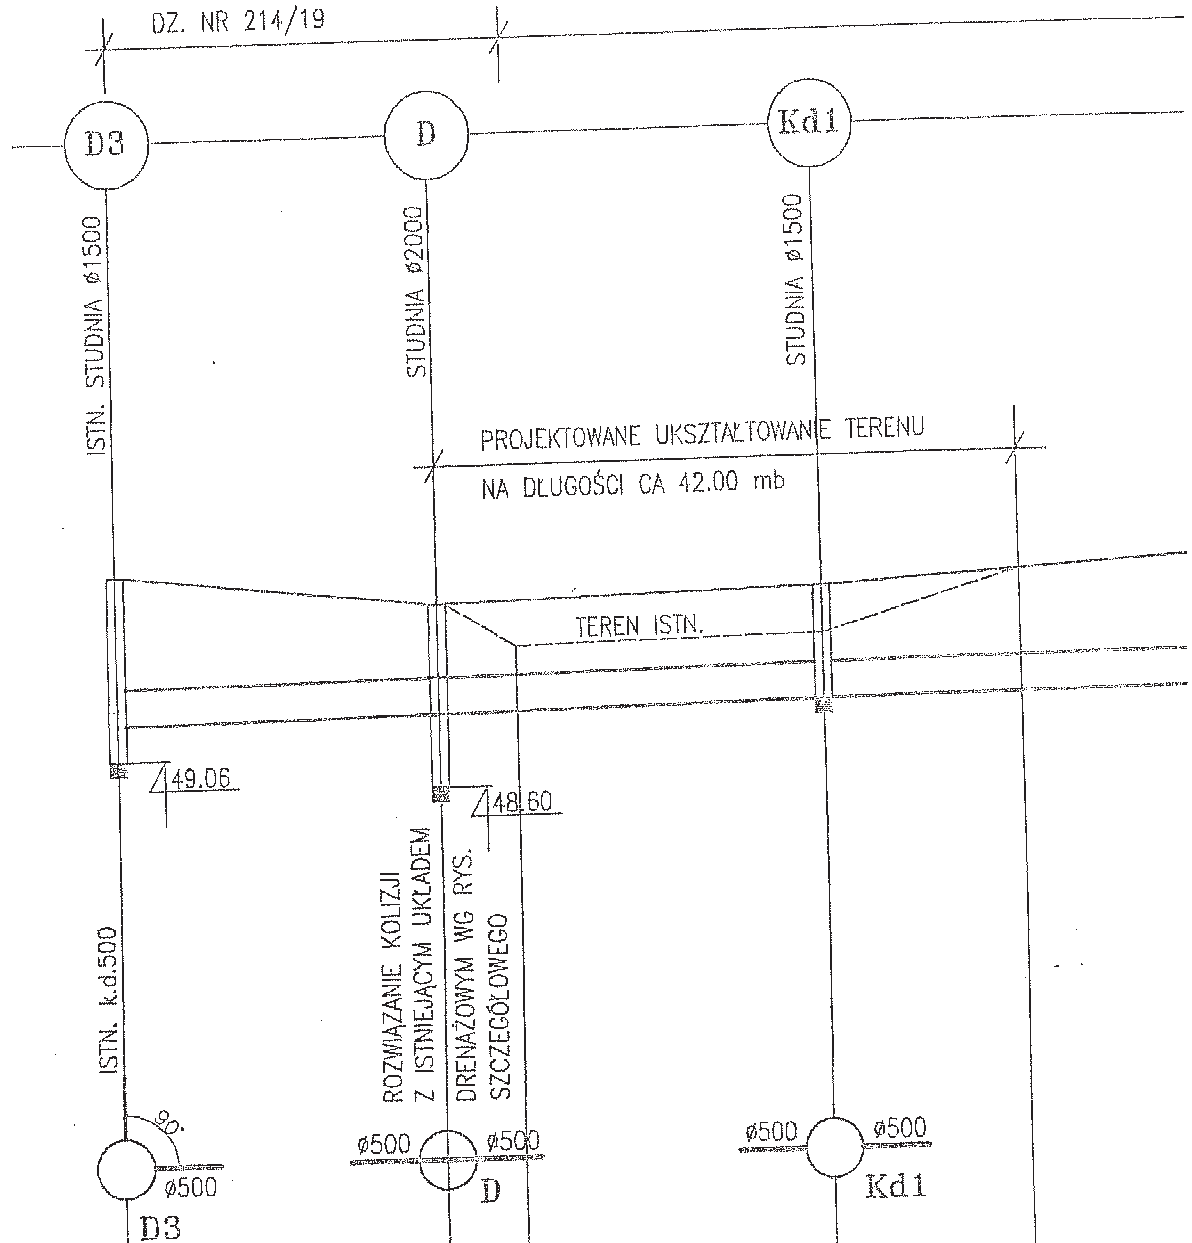 DZ. NR 214/19
D3
D
Kd1
ISTN. STUDNIA ø1500
STUDNIA ø2000
STUDNIA ø1500
PROJEKTOWANE UKSZTAŁTOWANIE TERENU
NA DŁUGOŚCI CA 42.00 mb
TEREN ISTN.
49.06
48.60
ISTN. k.d.500
ROZWIĄZANIE KOLIZJI
Z ISTNIEJĄCYM UKŁADEM
DRENAŻOWYM WG RYS.
SZCZEGÓŁOWEGO
90°
ø500
D3
ø500
ø500
D
ø500
ø500
Kd1